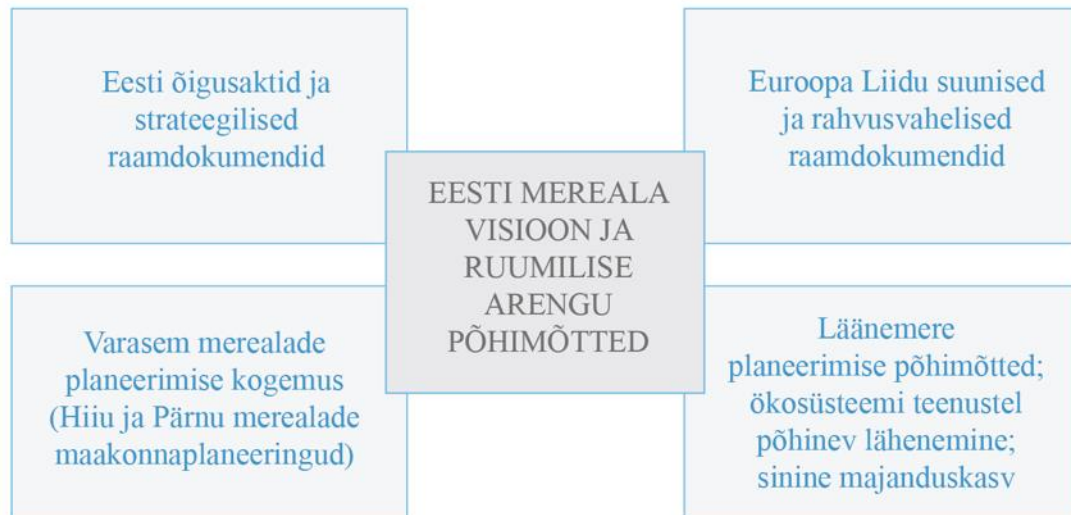 Eesti õigusaktid ja
strateegilised
raamdokumendid
Euroopa Liidu suunised
ja rahvusvahelised
raamdokumendid
EESTI MEREALA
VISIOON JA
RUUMILISE
ARENGU
PÕHIMÕTTED
Varasem merealade
planeerimise kogemus
(Hiiu ja Pärnu merealade
maakonnaplaneeringud)
Läänemere
planeerimise põhimõtted;
ökosüsteemi teenustel
põhinev lähenemine;
sinine majanduskasv